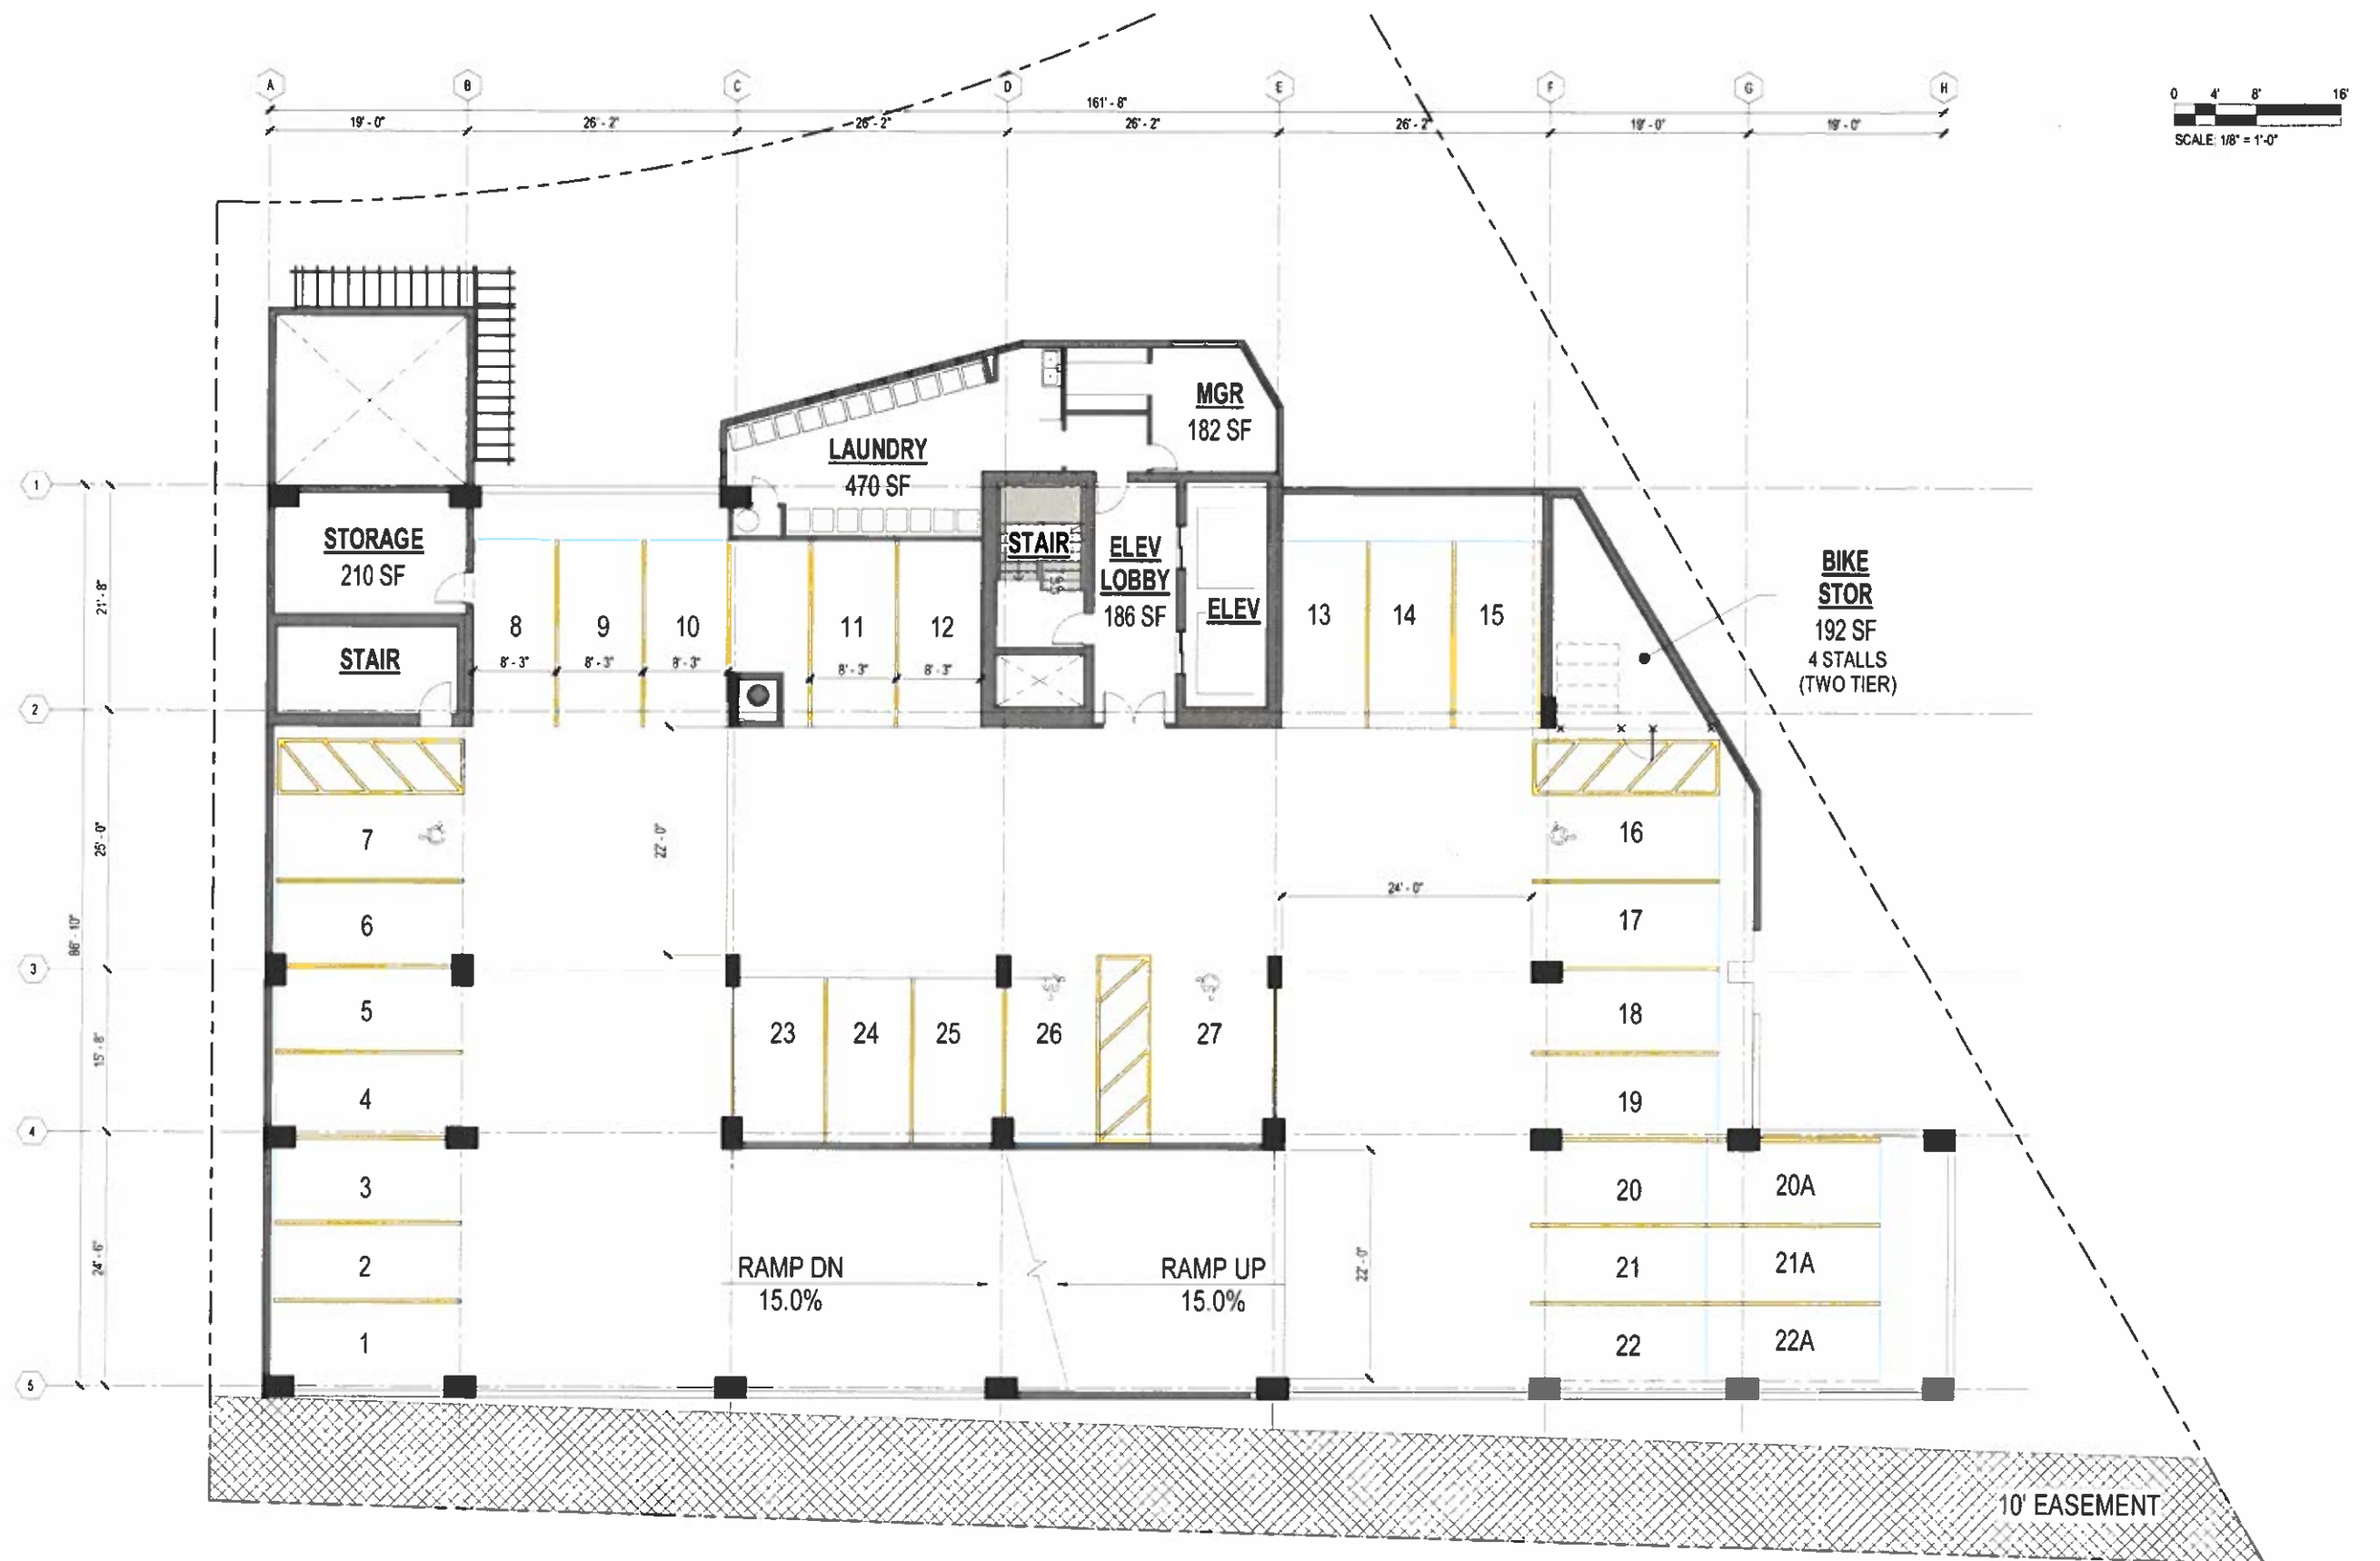 A
B
C
D
E
F
G
H
161' - 8"
19' - 0"
26' - 2"
26' - 2"
26' - 2"
26' - 2"
19' - 0"
19' - 0"
0 4' 8' 16'
SCALE: 1/8" = 1'-0"
1
2
3
4
5
21' - 8"
25' - 0"
15' - 8"
24' - 6"
86' - 10"
MGR
182 SF
LAUNDRY
470 SF
STORAGE
210 SF
STAIR
STAIR
ELEV
LOBBY
186 SF
ELEV
BIKE
STOR
192 SF
4 STALLS
(TWO TIER)
8
9
10
11
12
13
14
15
8' - 3"
8' - 3"
8' - 3"
8' - 3"
8' - 3"
22' - 0"
24' - 0"
7
6
5
4
3
2
1
16
17
18
19
20
20A
21
21A
22
22A
23
24
25
26
27
RAMP DN
15.0%
RAMP UP
15.0%
22' - 0"
10' EASEMENT